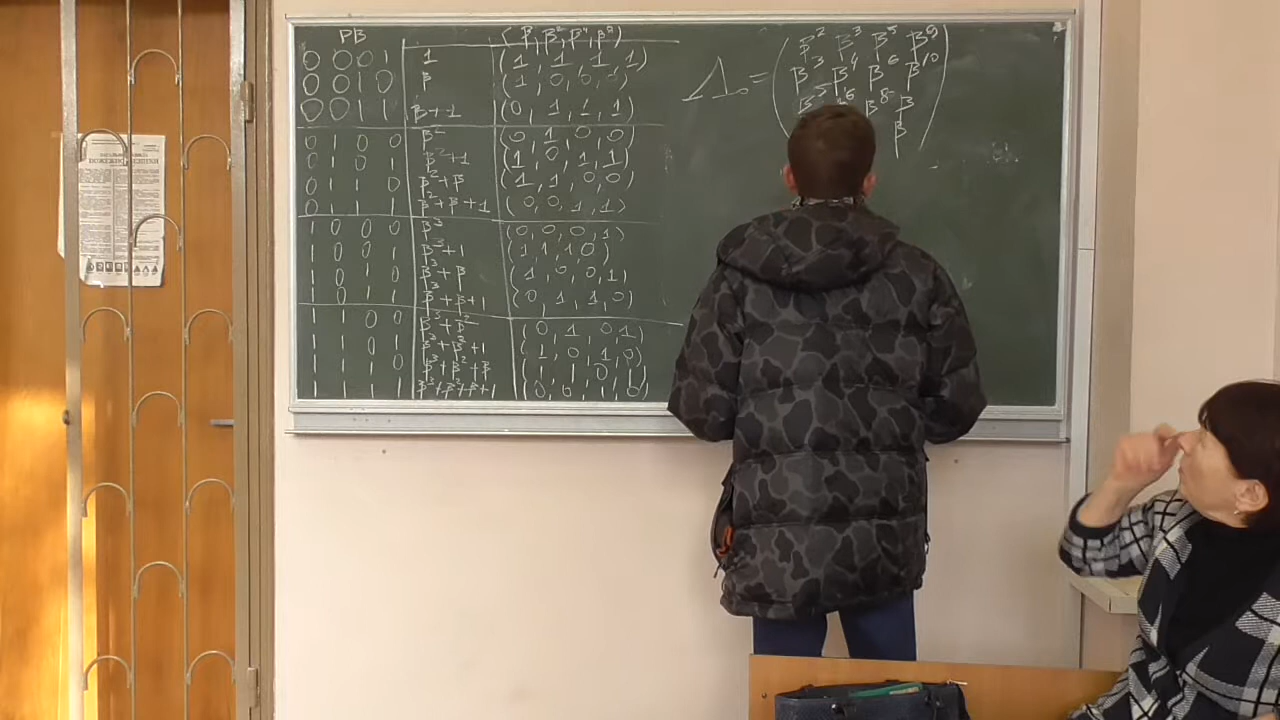 PB (β, β², β⁴, β⁸)
0 0 0 1 1 (1, 1, 1, 1)
0 0 1 0 β (1, 0, 0, 0)
0 0 1 1 β+1 (0, 1, 1, 1)
0 1 0 0 β² (0, 1, 0, 0)
0 1 0 1 β²+1 (1, 0, 1, 1)
0 1 1 0 β²+β (1, 1, 0, 0)
0 1 1 1 β²+β+1 (0, 0, 1, 1)
1 0 0 0 β³ (0, 0, 0, 1)
1 0 0 1 β³+1 (1, 1, 1, 0)
1 0 1 0 β³+β (1, 0, 0, 1)
1 0 1 1 β³+β+1 (0, 1, 1, 0)
1 1 0 0 β³+β² (0, 1, 0, 1)
1 1 0 1 β³+β²+1 (1, 0, 1, 0)
1 1 1 0 β³+β²+β (1, 1, 0, 1)
1 1 1 1 β³+β²+β+1 (0, 0, 1, 0)
β² β³ β⁵ β⁹
Λ₀ = β³ β⁴ β⁶ β¹⁰
β⁵ β⁶ β⁸ β
β